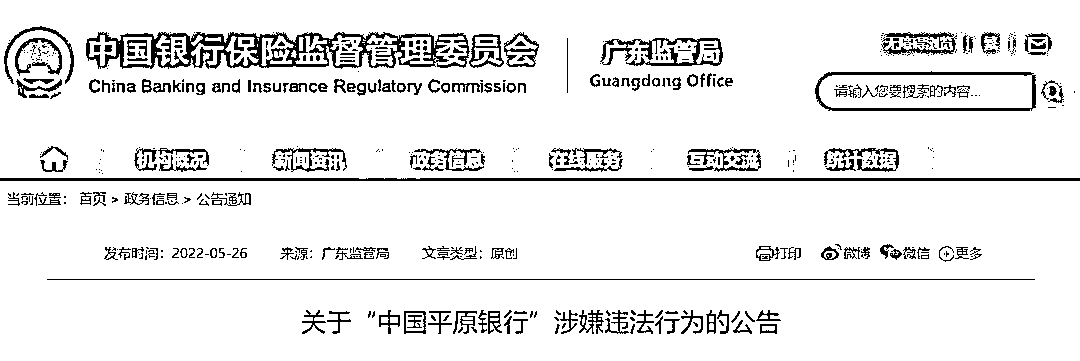 中国银行保险监督管理委员会
China Banking and Insurance Regulatory Commission
广东监管局
Guangdong Office
无障碍浏览 | 繁 |
请输入您要搜索的内容...
机构概况 新闻资讯 政务信息 在线服务 互动交流 统计数据
当前位置： 首页 > 政务信息 > 公告通知
发布时间：2022-05-26 来源：广东监管局 文章类型：原创 打印 微博 微信 更多
关于“中国平原银行”涉嫌违法行为的公告